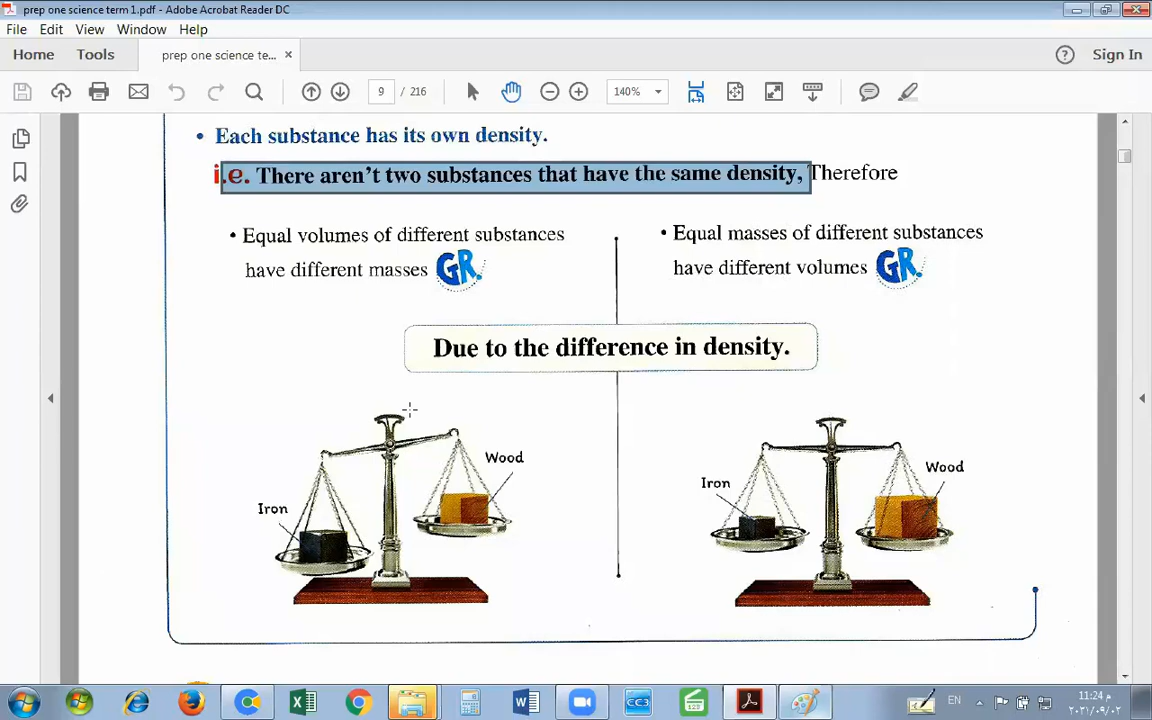 prep one science term 1.pdf - Adobe Acrobat Reader DC
File Edit View Window Help
Home Tools prep one science te... × Sign In
9 / 216 140%
• Each substance has its own density.
i.e. There aren't two substances that have the same density, Therefore
• Equal volumes of different substances
have different masses GR.
• Equal masses of different substances
have different volumes GR.
Due to the difference in density.
Wood
Iron
Wood
Iron
EN
م 11:24
٢٠٢١/٠٩/٠٢